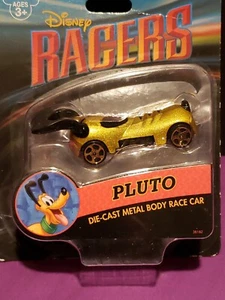 AGES
3+
Disney
RACERS
PLUTO
DIE-CAST METAL BODY RACE CAR